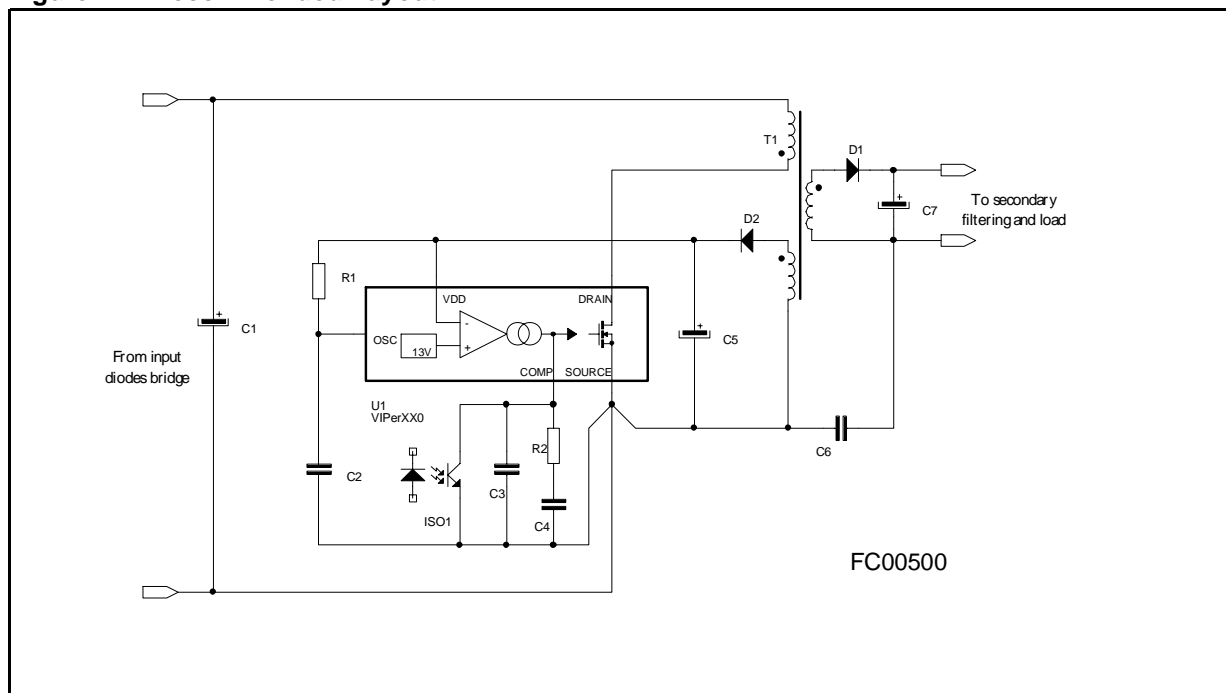 T1
D1
C7
To secondary
filtering and load
D2
R1
VDD
DRAIN
-
+
OSC
13V
COMP
SOURCE
C1
+
C5
+
+
From input
diodes bridge
U1
VIPerXX0
R2
C6
C2
C3
ISO1
C4
FC00500